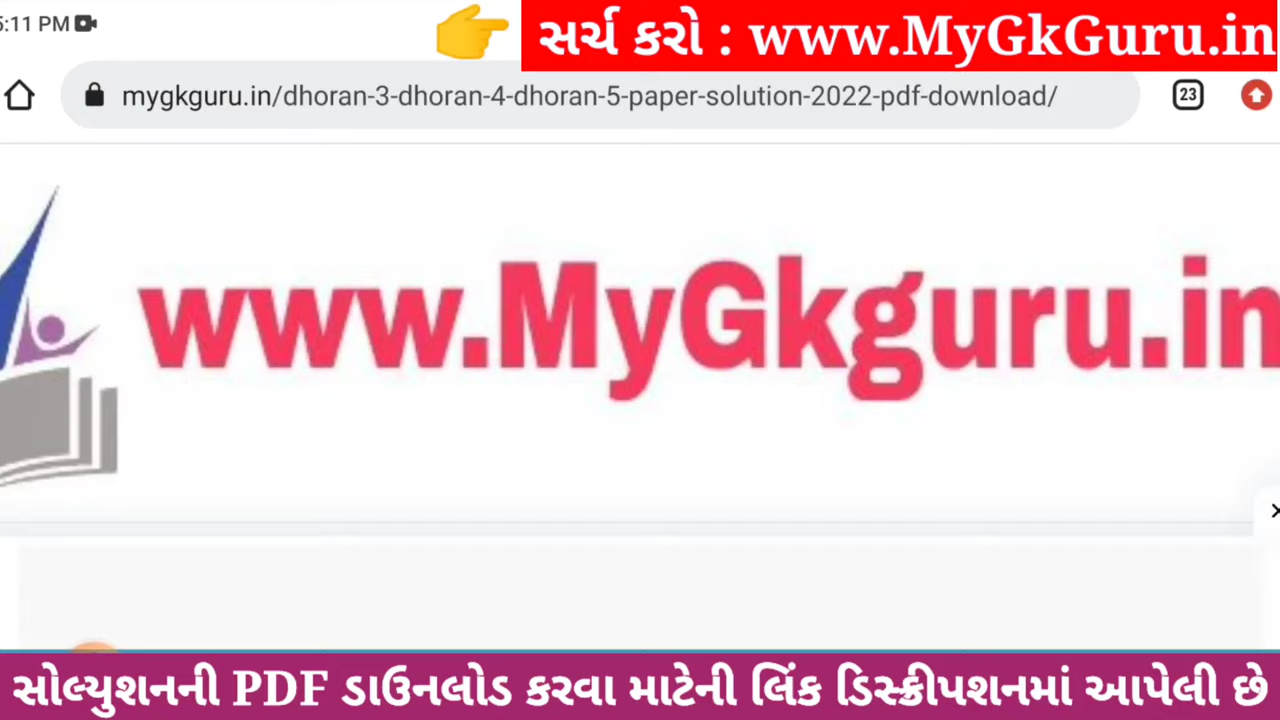 5:11 PM
👉 સર્ચ કરો : www.MyGkGuru.in
mygkguru.in/dhoran-3-dhoran-4-dhoran-5-paper-solution-2022-pdf-download/
23
www.MyGkguru.in
સોલ્યુશનની PDF ડાઉનલોડ કરવા માટેની લિંક ડિસ્ક્રીપશનમાં આપેલી છે